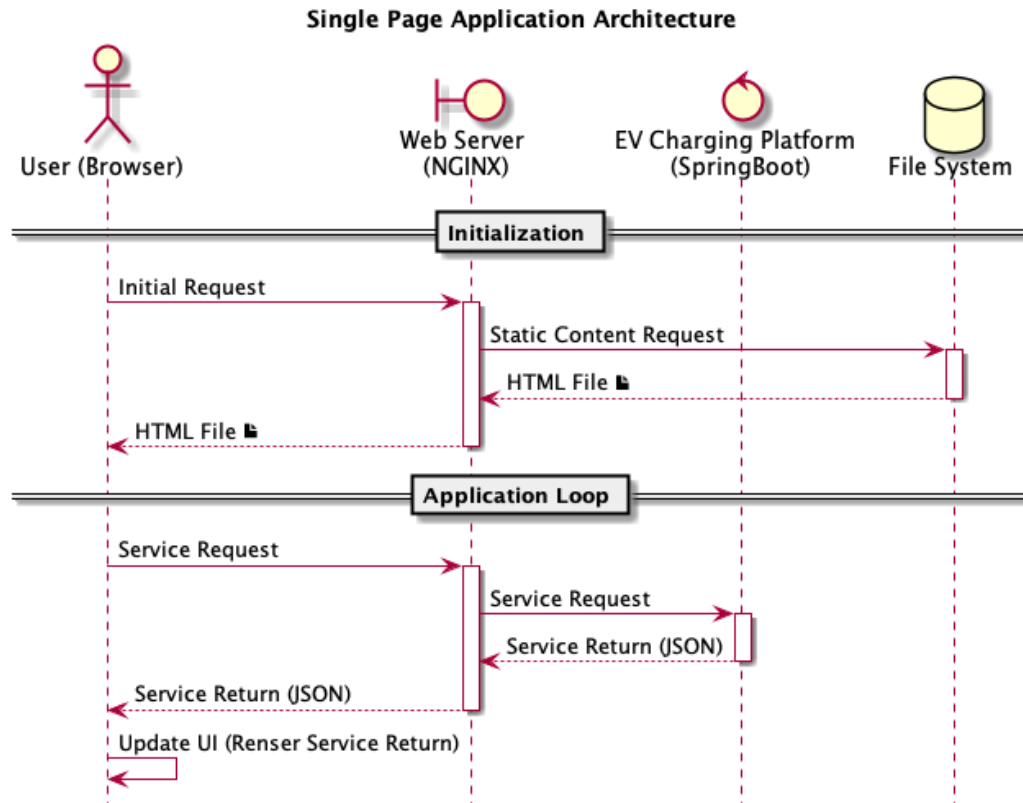 Single Page Application Architecture
User (Browser)
Web Server
(NGINX)
EV Charging Platform
(SpringBoot)
File System
Initialization
Initial Request
Static Content Request
HTML File
HTML File
Application Loop
Service Request
Service Request
Service Return (JSON)
Service Return (JSON)
Update UI (Renser Service Return)